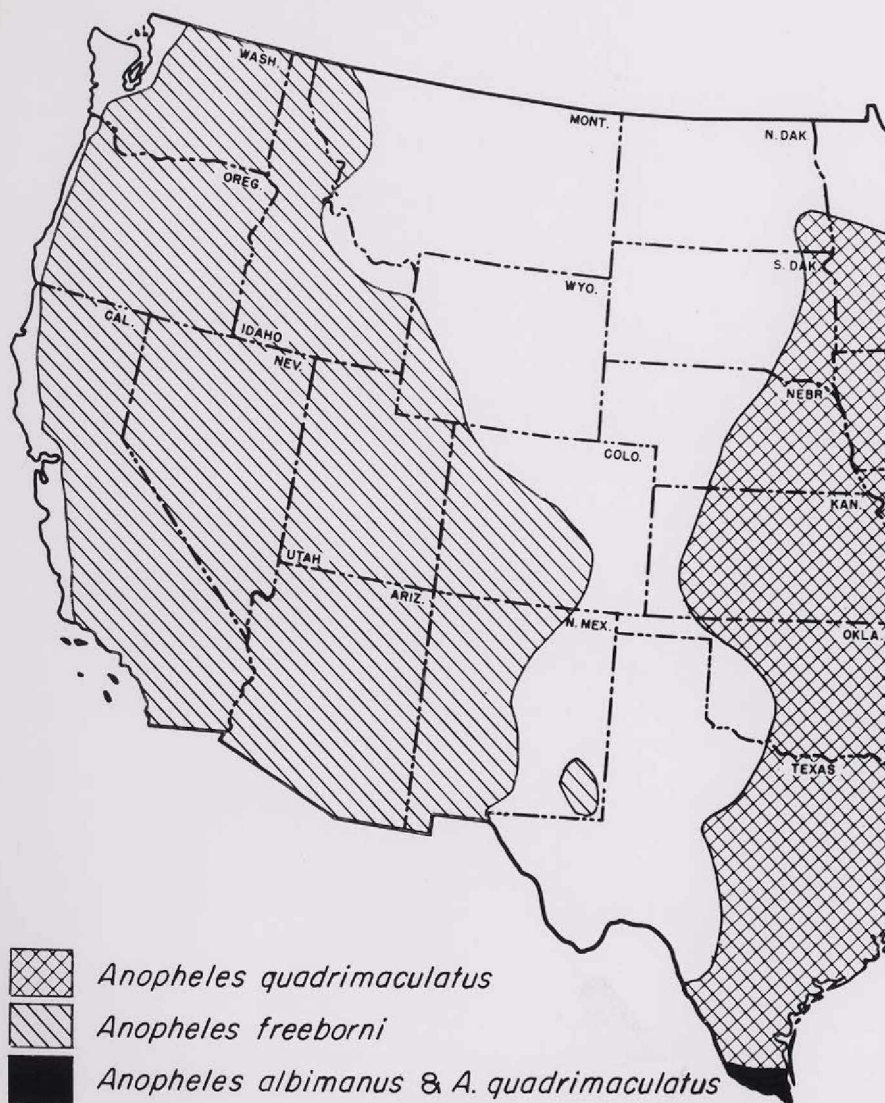 WASH.
MONT.
N. DAK.
OREG.
S. DAK.
WYO.
CAL.
IDAHO
NEV.
NEBR.
COLO.
KAN.
UTAH
ARIZ.
N. MEX.
OKLA.
TEXAS
Anopheles quadrimaculatus
Anopheles freeborni
Anopheles albimanus & A. quadrimaculatus